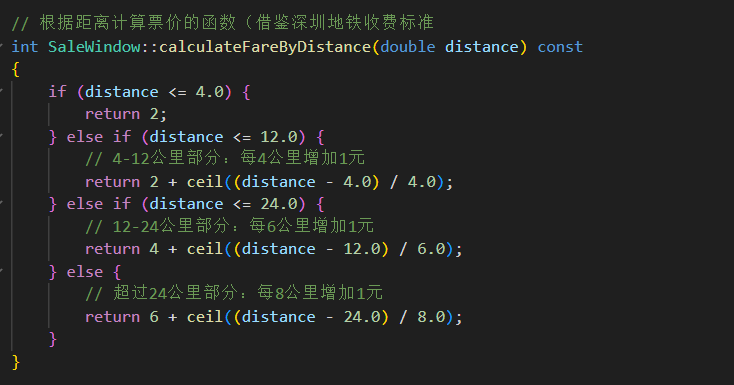 // 根据距离计算票价的函数（借鉴深圳地铁收费标准
int SaleWindow::calculateFareByDistance(double distance) const
{
    if (distance <= 4.0) {
        return 2;
    } else if (distance <= 12.0) {
        // 4-12公里部分：每4公里增加1元
        return 2 + ceil((distance - 4.0) / 4.0);
    } else if (distance <= 24.0) {
        // 12-24公里部分：每6公里增加1元
        return 4 + ceil((distance - 12.0) / 6.0);
    } else {
        // 超过24公里部分：每8公里增加1元
        return 6 + ceil((distance - 24.0) / 8.0);
    }
}